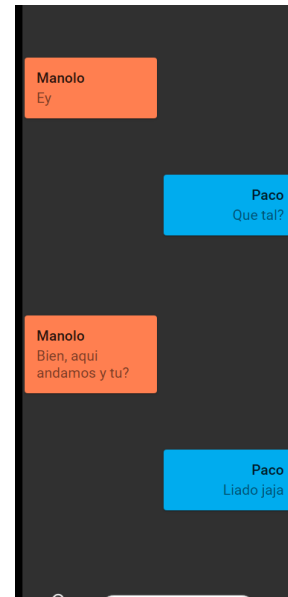 Manolo
Ey
Paco
Que tal?
Manolo
Bien, aqui
andamos y tu?
Paco
Liado jaja